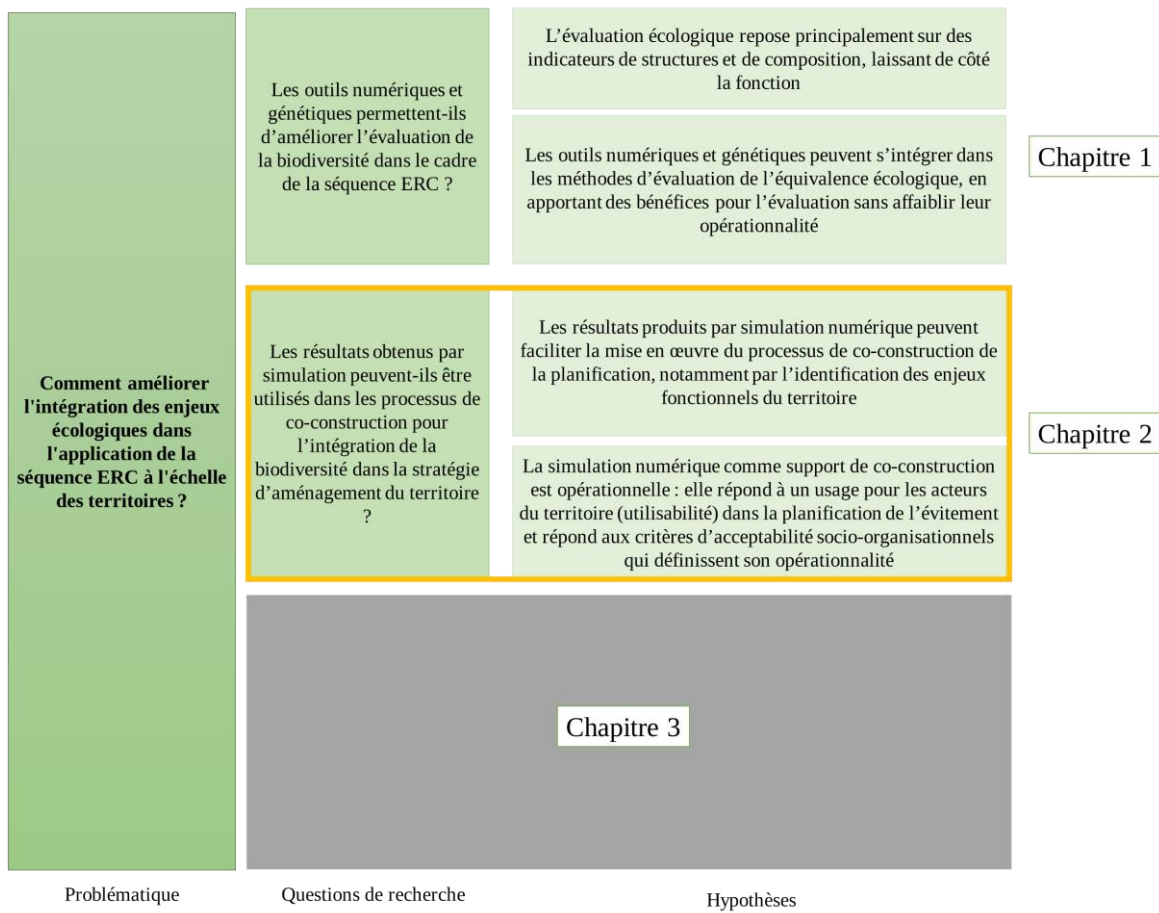 Comment améliorer
l'intégration des enjeux
écologiques dans
l'application de la
séquence ERC à l'échelle
des territoires ?
Les outils numériques et
génétiques permettent-ils
d’améliorer l’évaluation de
la biodiversité dans le cadre
de la séquence ERC ?
L’évaluation écologique repose principalement sur des
indicateurs de structures et de composition, laissant de côté
la fonction
Les outils numériques et génétiques peuvent s’intégrer dans
les méthodes d’évaluation de l’équivalence écologique, en
apportant des bénéfices pour l’évaluation sans affaiblir leur
opérationnalité
Chapitre 1
Les résultats obtenus par
simulation peuvent-ils être
utilisés dans les processus de
co-construction pour
l’intégration de la
biodiversité dans la stratégie
d’aménagement du territoire
?
Les résultats produits par simulation numérique peuvent
faciliter la mise en œuvre du processus de co-construction de
la planification, notamment par l’identification des enjeux
fonctionnels du territoire
La simulation numérique comme support de co-construction
est opérationnelle : elle répond à un usage pour les acteurs
du territoire (utilisabilité) dans la planification de l’évitement
et répond aux critères d’acceptabilité socio-organisationnels
qui définissent son opérationnalité
Chapitre 2
Chapitre 3
Problématique
Questions de recherche
Hypothèses